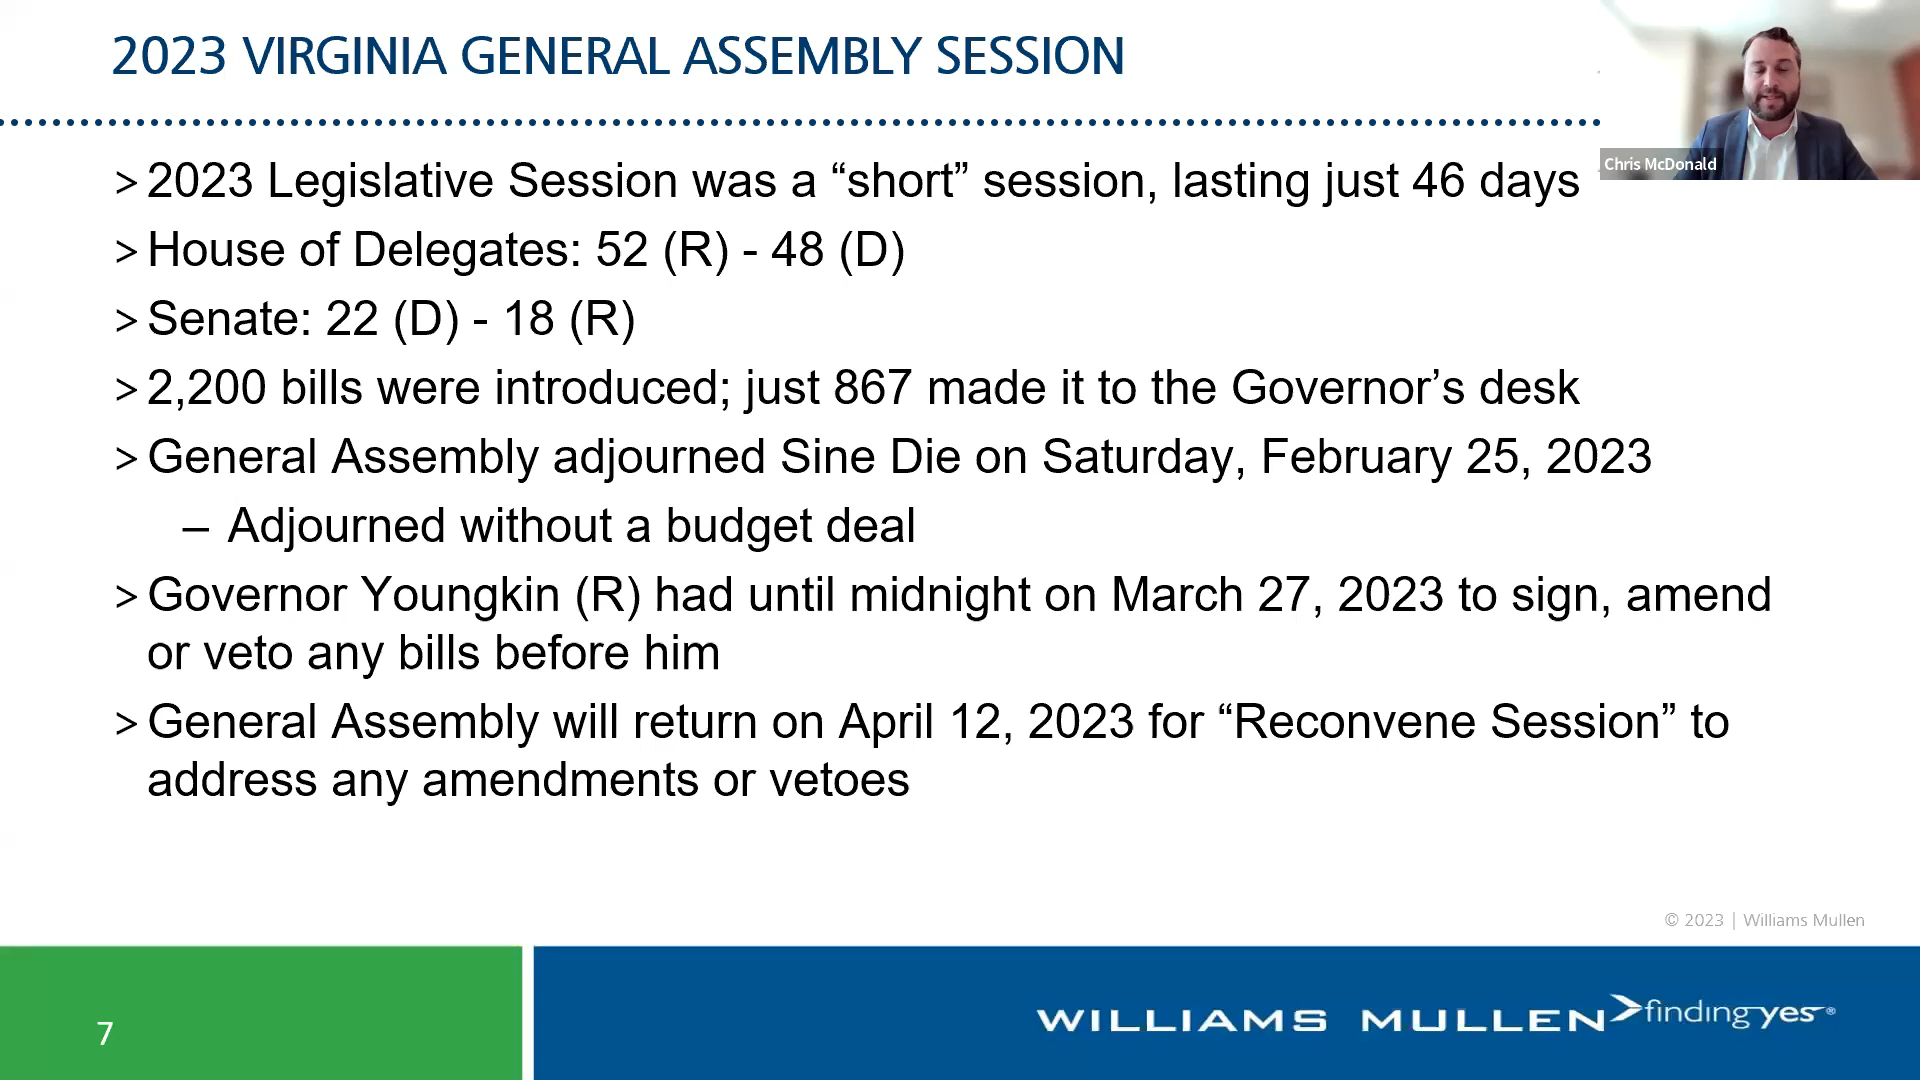 2023 VIRGINIA GENERAL ASSEMBLY SESSION
Chris McDonald
> 2023 Legislative Session was a “short” session, lasting just 46 days
> House of Delegates: 52 (R) - 48 (D)
> Senate: 22 (D) - 18 (R)
> 2,200 bills were introduced; just 867 made it to the Governor’s desk
> General Assembly adjourned Sine Die on Saturday, February 25, 2023
– Adjourned without a budget deal
> Governor Youngkin (R) had until midnight on March 27, 2023 to sign, amend
or veto any bills before him
> General Assembly will return on April 12, 2023 for “Reconvene Session” to
address any amendments or vetoes
© 2023 | Williams Mullen
7
WILLIAMS MULLEN findingyes®